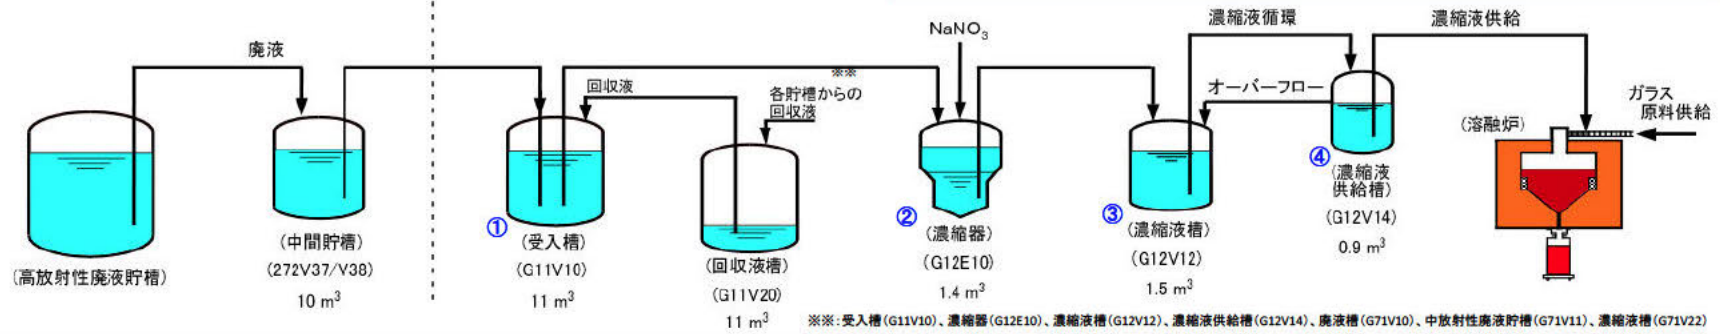 廃液
(高放射性廃液貯槽)
(中間貯槽)
(272V37/V38)
10 m³
①
(受入槽)
(G11V10)
11 m³
回収液
各貯槽からの
回収液
(回収液槽)
(G11V20)
11 m³
※※
NaNO₃
②
(濃縮器)
(G12E10)
1.4 m³
③
(濃縮液槽)
(G12V12)
1.5 m³
濃縮液循環
オーバーフロー
④
(濃縮液
供給槽)
(G12V14)
0.9 m³
濃縮液供給
(溶融炉)
ガラス
原料供給
※※:受入槽(G11V10)、濃縮器(G12E10)、濃縮液槽(G12V12)、濃縮液供給槽(G12V14)、廃液槽(G71V10)、中放射性廃液貯槽(G71V11)、濃縮液槽(G71V22)